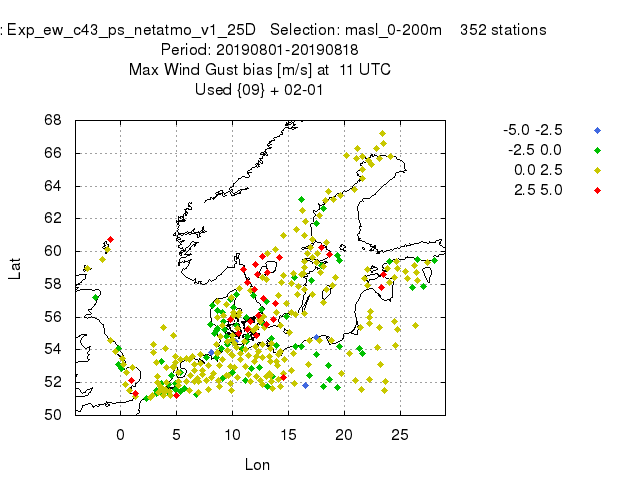 : Exp_ew_c43_ps_netatmo_v1_25D Selection: masl_0-200m 352 stations
Period: 20190801-20190818
Max Wind Gust bias [m/s] at 11 UTC
Used {09} + 02-01
68
66
64
62
60
58
56
54
52
50
Lat
0 5 10 15 20 25
Lon
-5.0 -2.5
-2.5 0.0
0.0 2.5
2.5 5.0